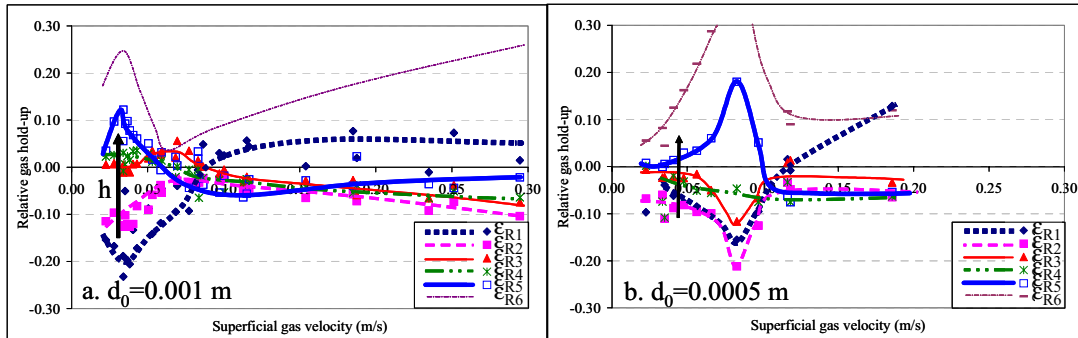 0.30
0.20
0.10
0.00
-0.10
-0.20
-0.30
0.00
0.05
0.10
0.15
0.20
0.25
0.30
Relative gas hold-up
Superficial gas velocity (m/s)
h
a. d0=0.001 m
εR1
εR2
εR3
εR4
εR5
εR6
0.30
0.20
0.10
0.00
-0.10
-0.20
-0.30
0.00
0.05
0.10
0.15
0.20
0.25
0.30
Relative gas hold-up
Superficial gas velocity (m/s)
b. d0=0.0005 m
εR1
εR2
εR3
εR4
εR5
εR6